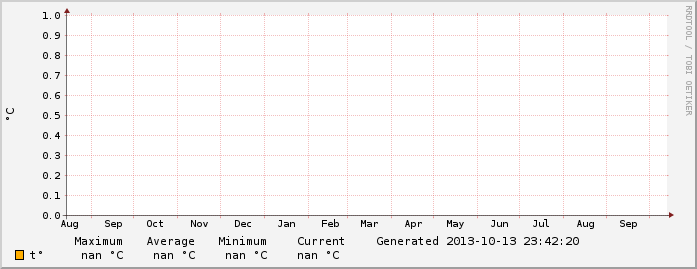 RRDTOOL / TOBI OETIKER
°C
1.0
0.9
0.8
0.7
0.6
0.5
0.4
0.3
0.2
0.1
0.0
Aug Sep Oct Nov Dec Jan Feb Mar Apr May Jun Jul Aug Sep
Maximum Average Minimum Current Generated 2013-10-13 23:42:20
t° nan °C nan °C nan °C nan °C